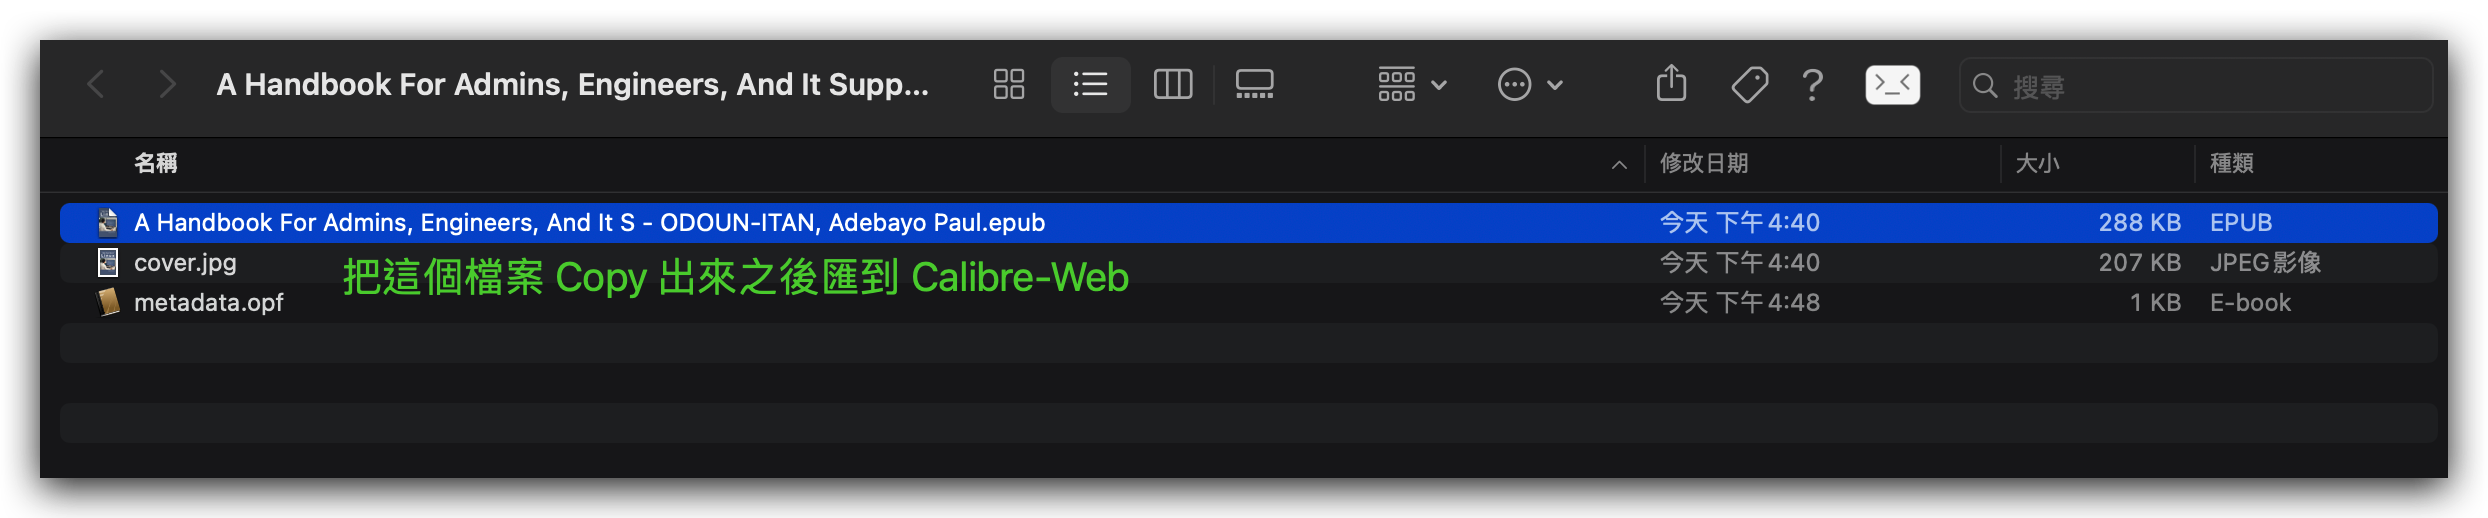 A Handbook For Admins, Engineers, And It Supp...
搜尋
名稱 修改日期 大小 種類
A Handbook For Admins, Engineers, And It S - ODOUN-ITAN, Adebayo Paul.epub 今天 下午4:40 288 KB EPUB
cover.jpg 今天 下午4:40 207 KB JPEG影像
把這個檔案 Copy 出來之後匯到 Calibre-Web
metadata.opf 今天 下午4:48 1 KB E-book